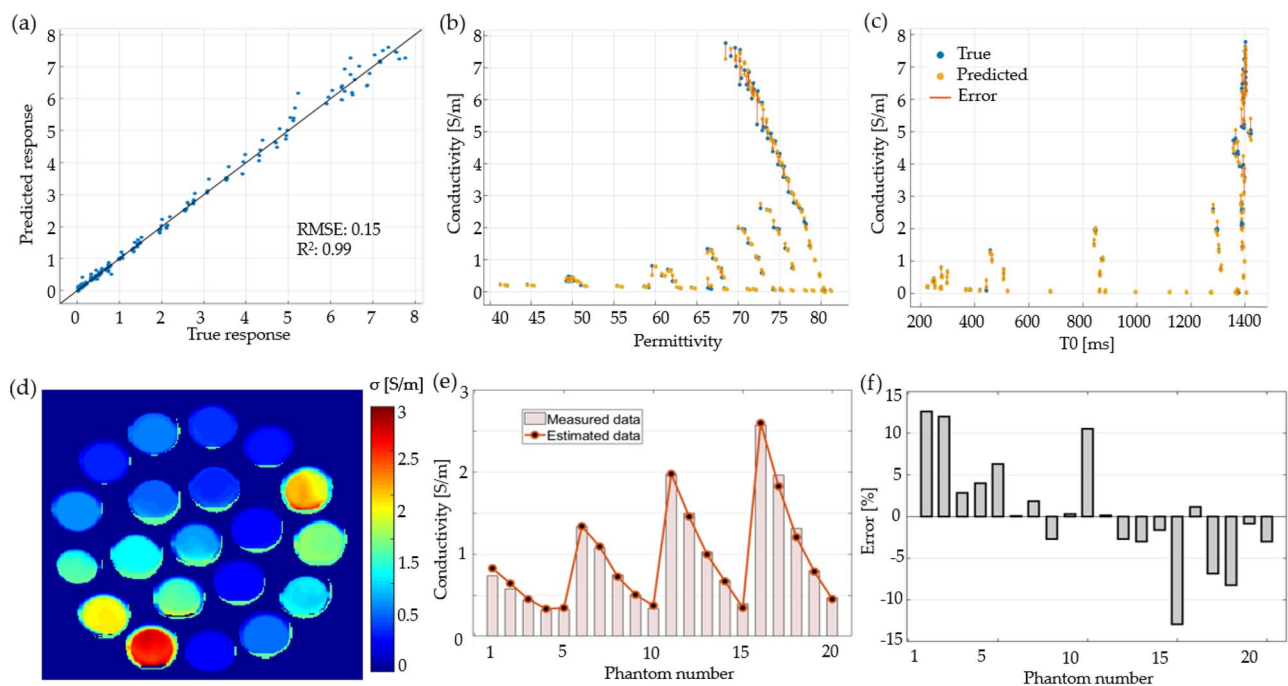 (a)
8
7
6
5
4
3
2
1
0
Predicted response
0 1 2 3 4 5 6 7 8
True response
RMSE: 0.15
R²: 0.99
(b)
8
7
6
5
4
3
2
1
0
Conductivity [S/m]
40 45 50 55 60 65 70 75 80
Permittivity
(c)
8
7
6
5
4
3
2
1
0
Conductivity [S/m]
True
Predicted
Error
200 400 600 800 1000 1200 1400
T0 [ms]
(d)
σ [S/m]
3
2.5
2
1.5
1
0.5
0
(e)
3
2
1
0
Conductivity [S/m]
Measured data
Estimated data
1 5 10 15 20
Phantom number
(f)
15
10
5
0
-5
-10
-15
Error [%]
1 5 10 15 20
Phantom number